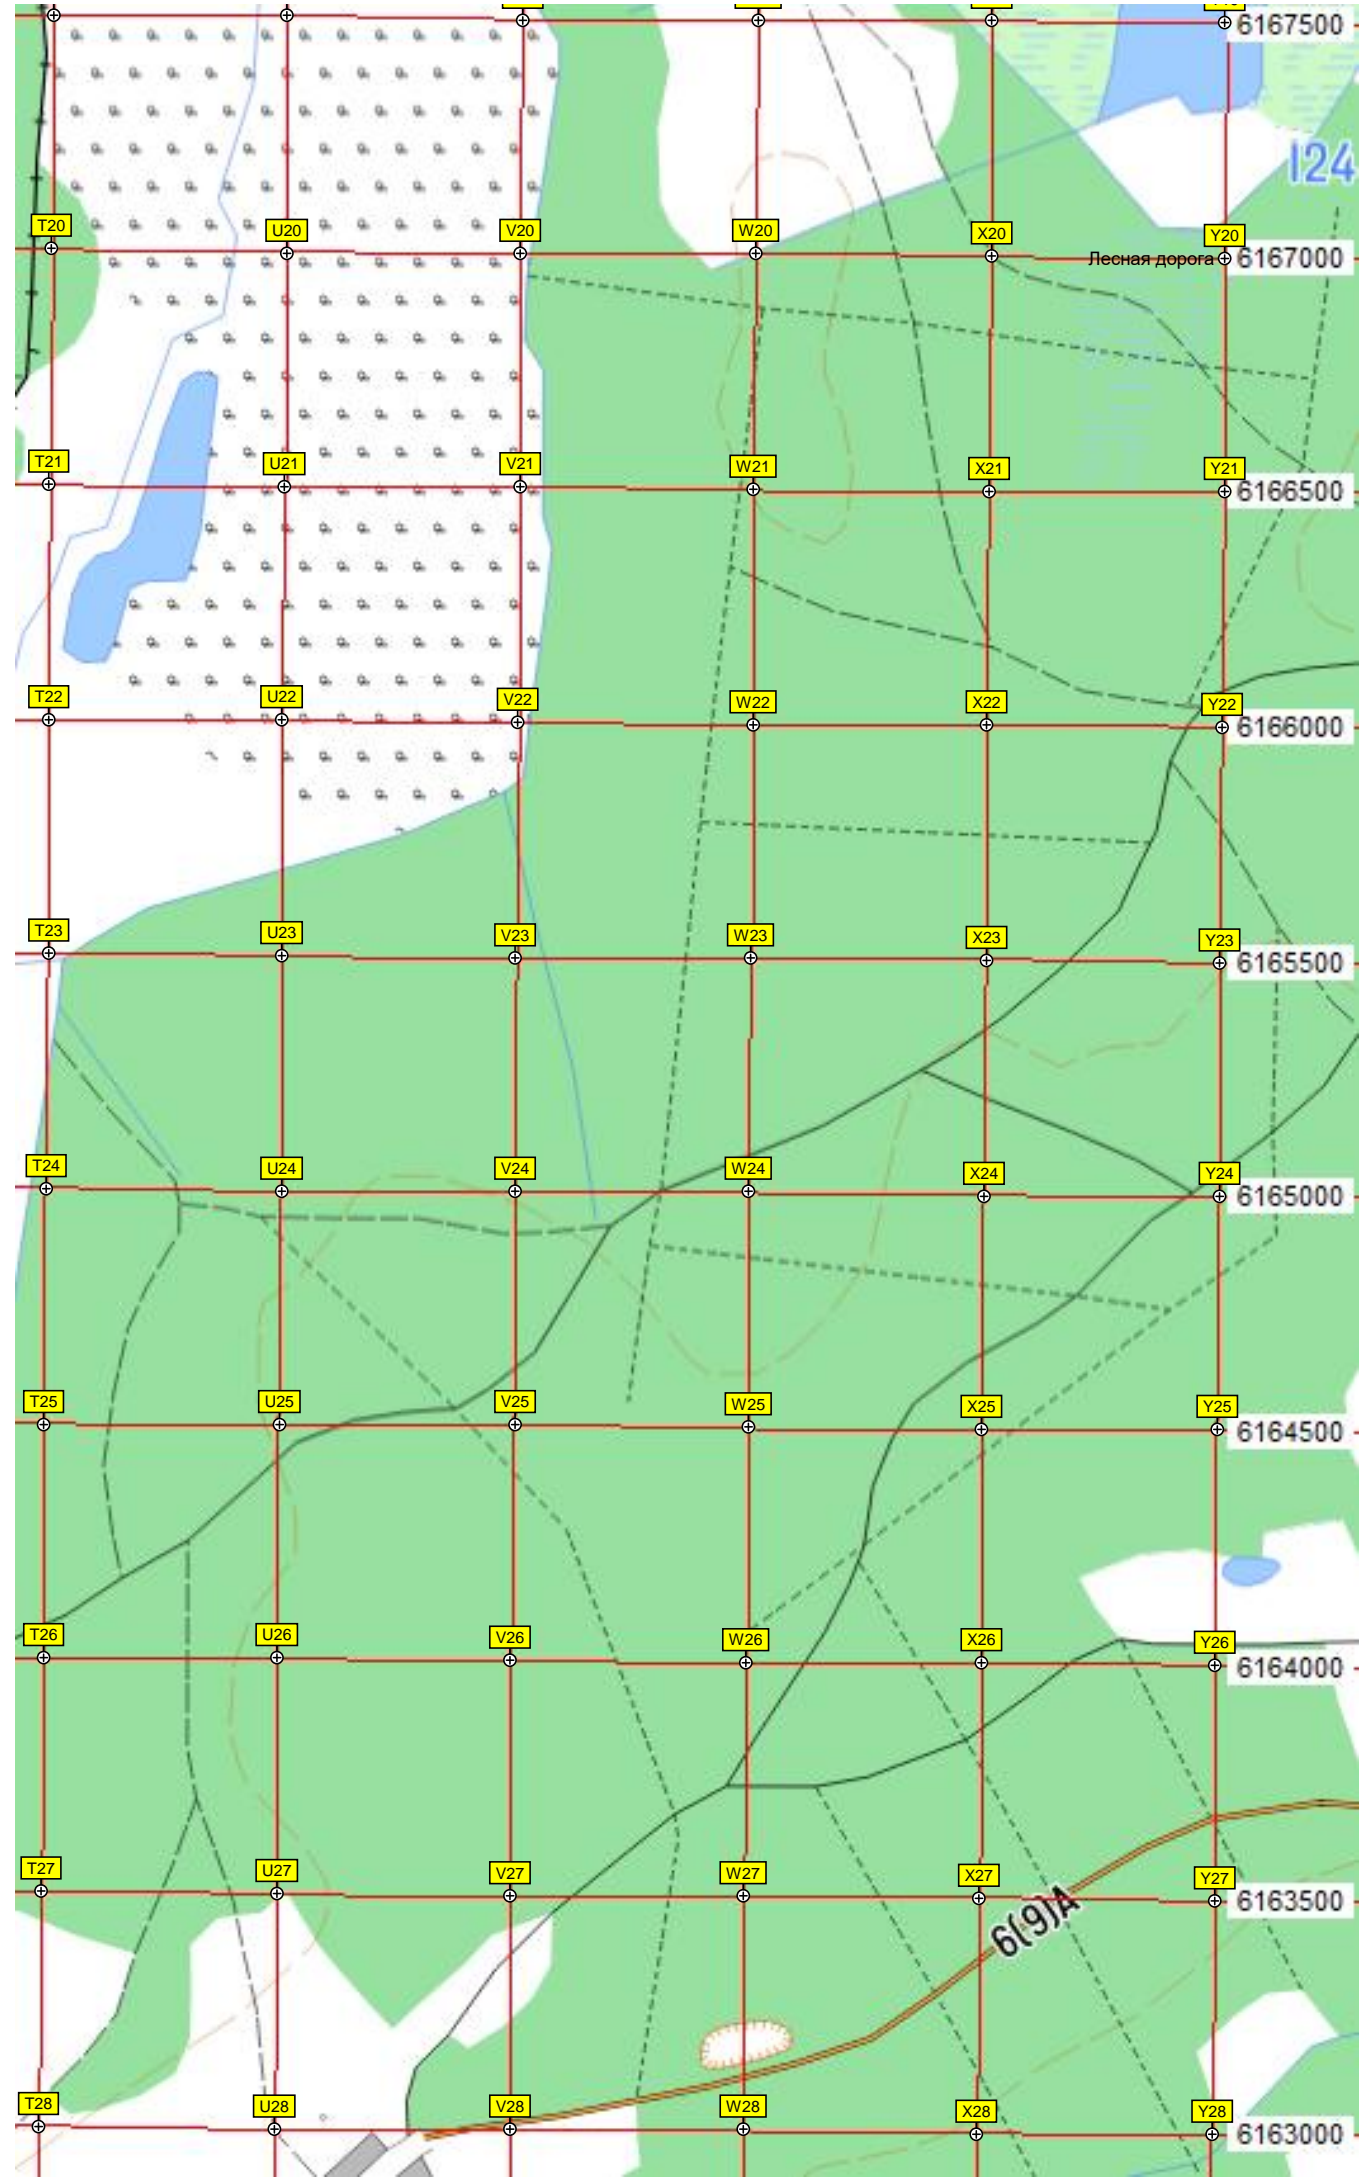 6167500
I24
T20 U20 V20 W20 X20 Y20
Лесная дорога 6167000
T21 U21 V21 W21 X21 Y21
6166500
T22 U22 V22 W22 X22 Y22
6166000
T23 U23 V23 W23 X23 Y23
6165500
T24 U24 V24 W24 X24 Y24
6165000
T25 U25 V25 W25 X25 Y25
6164500
T26 U26 V26 W26 X26 Y26
6164000
T27 U27 V27 W27 X27 Y27
6163500
6(9)А
T28 U28 V28 W28 X28 Y28
6163000